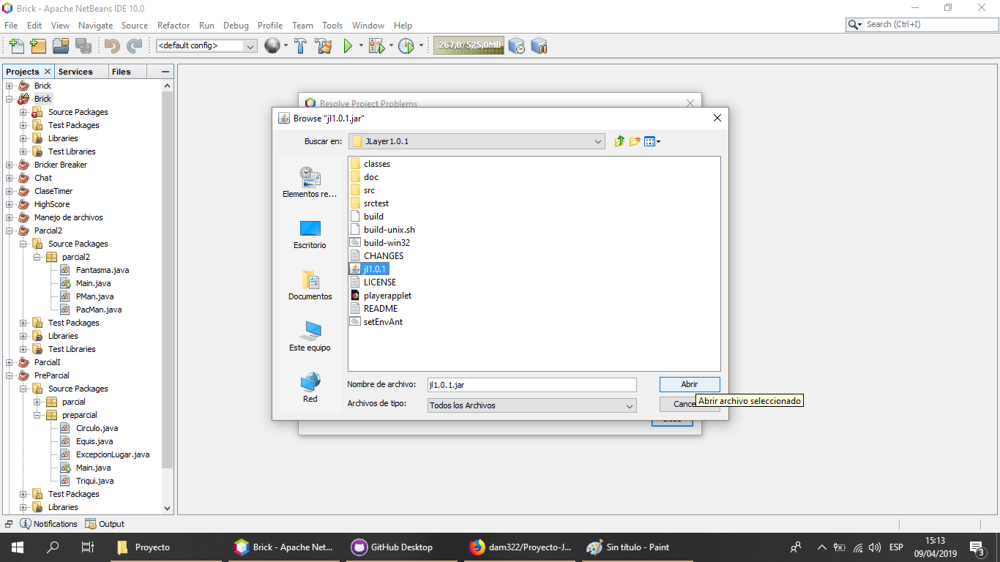 Brick - Apache NetBeans IDE 10.0
File Edit View Navigate Source Refactor Run Debug Profile Team Tools Window Help
Search (Ctrl+I)
<default config>
267,8/525,0MB
Projects Services Files
Brick
Brick
Source Packages
Test Packages
Libraries
Test Libraries
Bricker Breaker
Chat
ClaseTimer
HighScore
Manejo de archivos
Parcial2
Source Packages
parcial2
Fantasma.java
Main.java
PMan.java
PacMan.java
Test Packages
Libraries
Test Libraries
ParcialI
PreParcial
Source Packages
parcial
preparcial
Circulo.java
Equis.java
ExcepcionLugar.java
Main.java
Triqui.java
Test Packages
Libraries
Resolve Project Problems
Browse "jl1.0.1.jar"
Buscar en: JLayer1.0.1
Elementos re...
Escritorio
Documentos
Este equipo
Red
classes
doc
src
srctest
build
build-unix.sh
build-win32
CHANGES
jl1.0.1
LICENSE
playerapplet
README
setEnvAnt
Nombre de archivo: jl1.0.1.jar Abrir
Archivos de tipo: Todos los Archivos Cance
Abrir archivo seleccionado
Notifications Output
Proyecto
Brick - Apache Net...
GitHub Desktop
dam322/Proyecto-J...
Sin título - Paint
ESP
15:13
09/04/2019
3